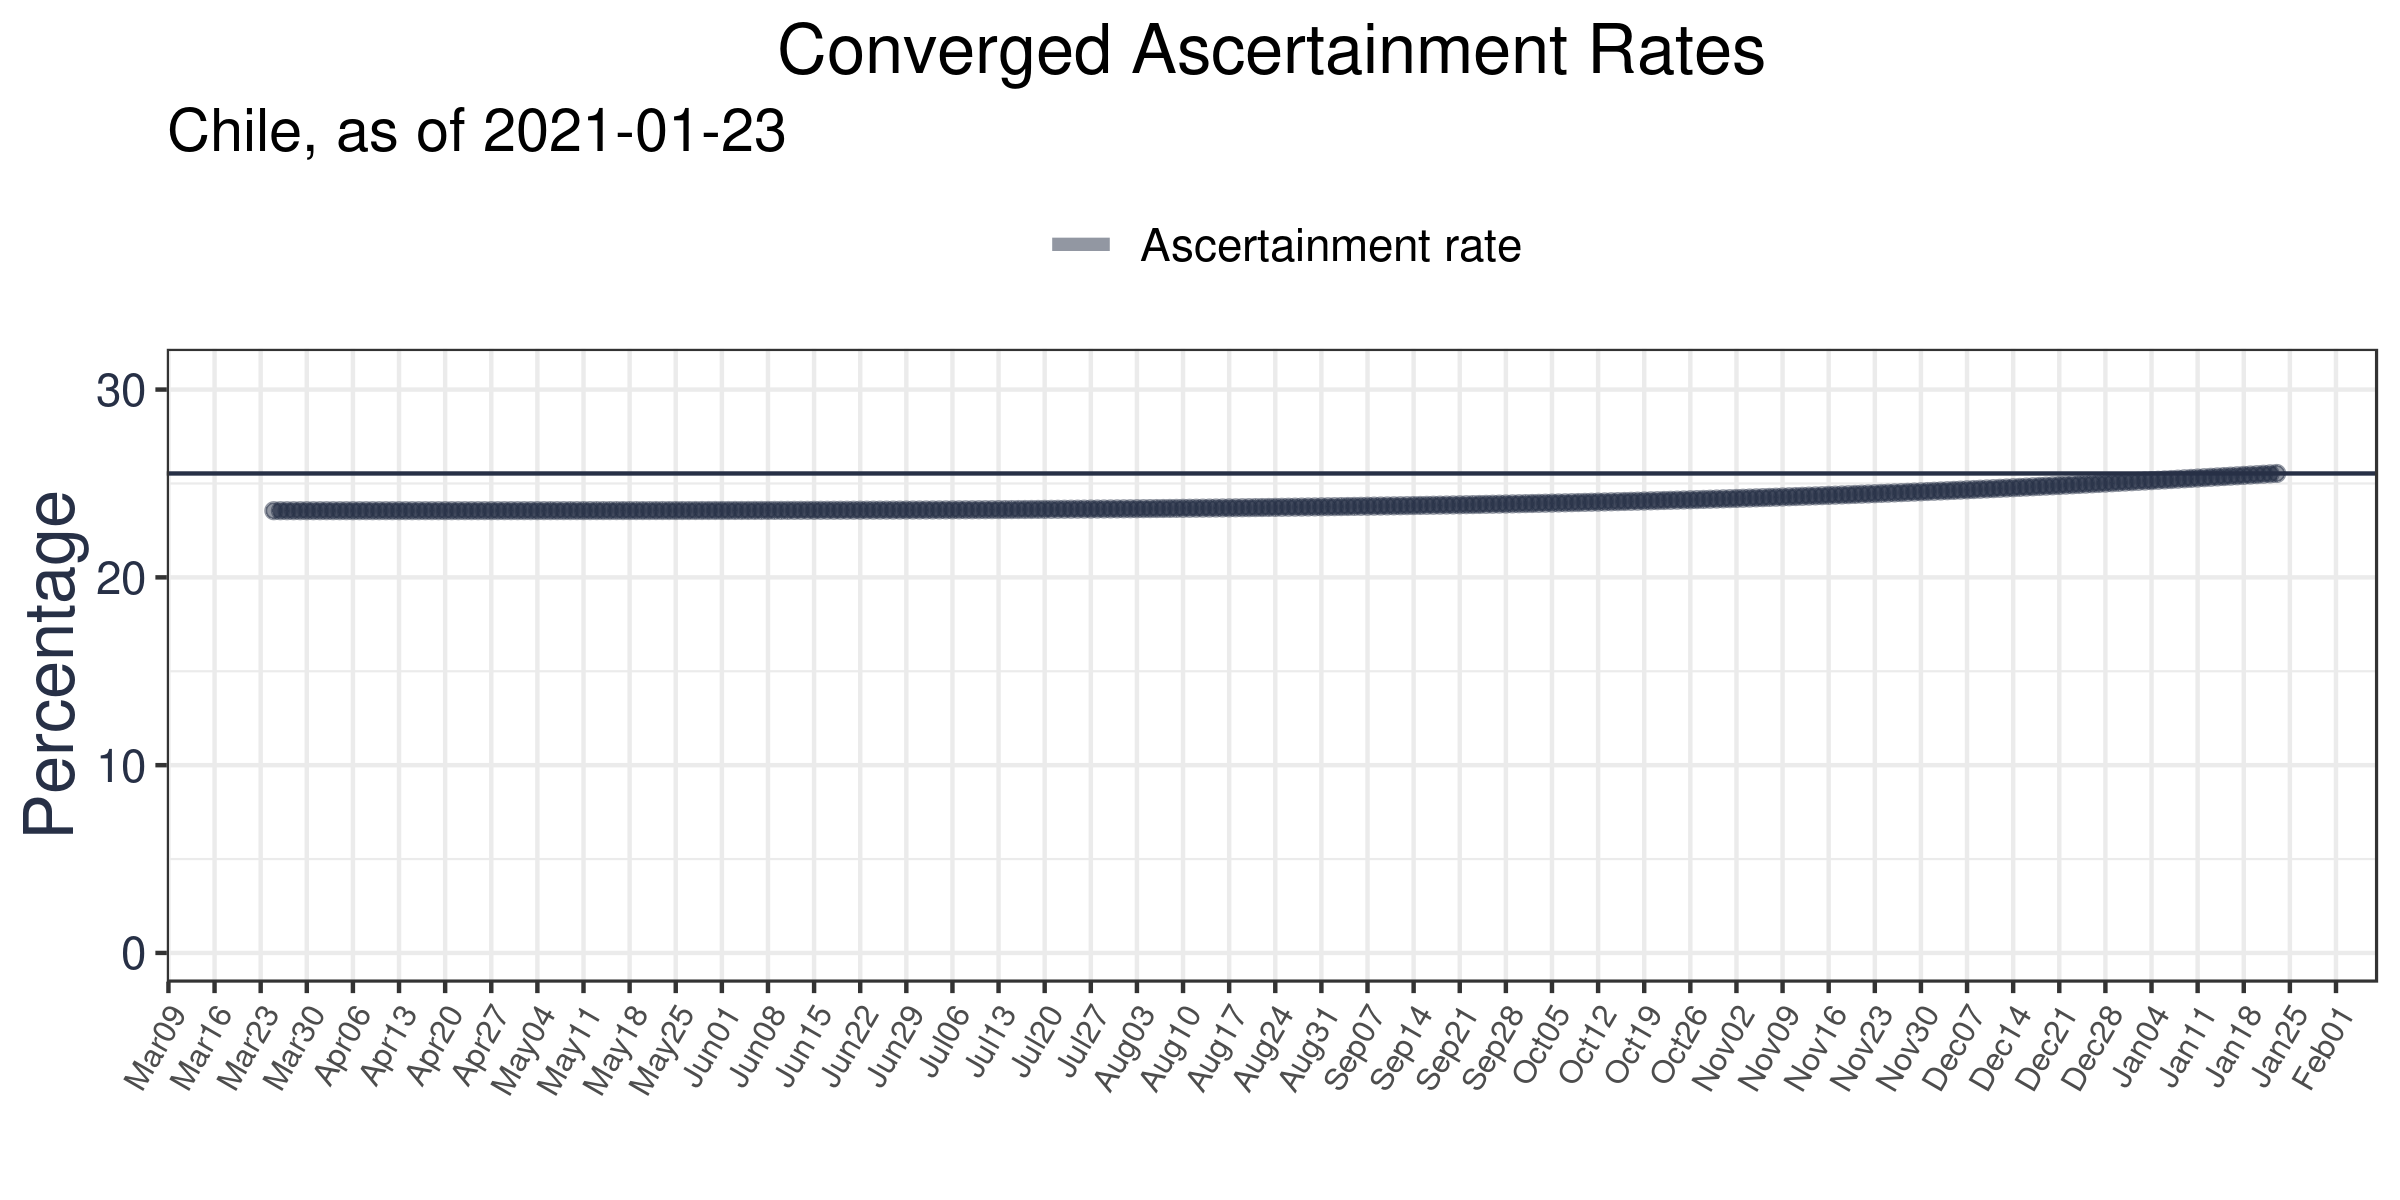 Converged Ascertainment Rates
Chile, as of 2021-01-23
Ascertainment rate
Percentage
30
20
10
0
Mar09
Mar16
Mar23
Mar30
Apr06
Apr13
Apr20
Apr27
May04
May11
May18
May25
Jun01
Jun08
Jun15
Jun22
Jun29
Jul06
Jul13
Jul20
Jul27
Aug03
Aug10
Aug17
Aug24
Aug31
Sep07
Sep14
Sep21
Sep28
Oct05
Oct12
Oct19
Oct26
Nov02
Nov09
Nov16
Nov23
Nov30
Dec07
Dec14
Dec21
Dec28
Jan04
Jan11
Jan18
Jan25
Feb01